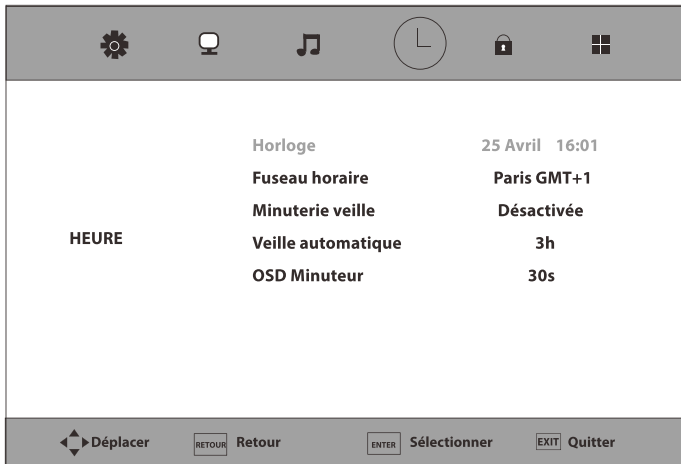 Horloge 25 Avril 16:01
Fuseau horaire Paris GMT+1
Minuterie veille Désactivée
HEURE
Veille automatique 3h
OSD Minuteur 30s
Déplacer RETOUR Retour ENTER Sélectionner EXIT Quitter